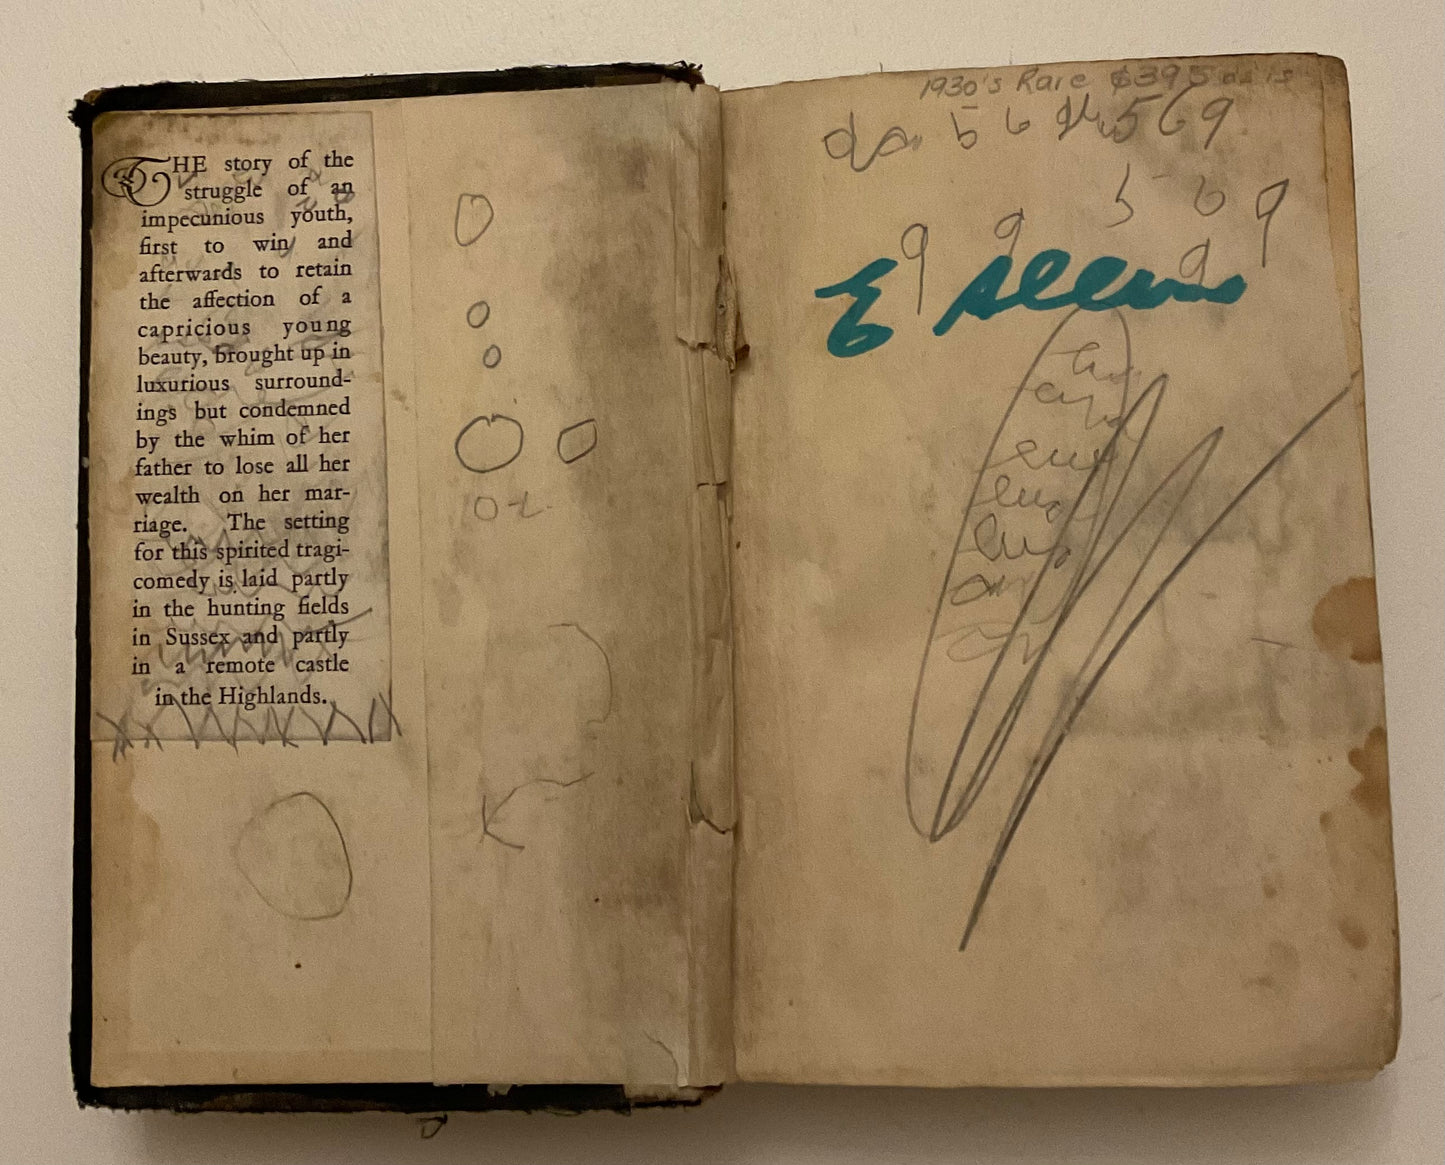 THE story of the
struggle of an
impecunious youth,
first to win and
afterwards to retain
the affection of a
capricious young
beauty, brought up in
luxurious surround-
ings but condemned
by the whim of her
father to lose all her
wealth on her mar-
riage. The setting
for this spirited tragi-
comedy is laid partly
in the hunting fields
in Sussex and partly
in a remote castle
in the Highlands.
1930's Rare $395 as is
569
5 6 9
9 9 9
E